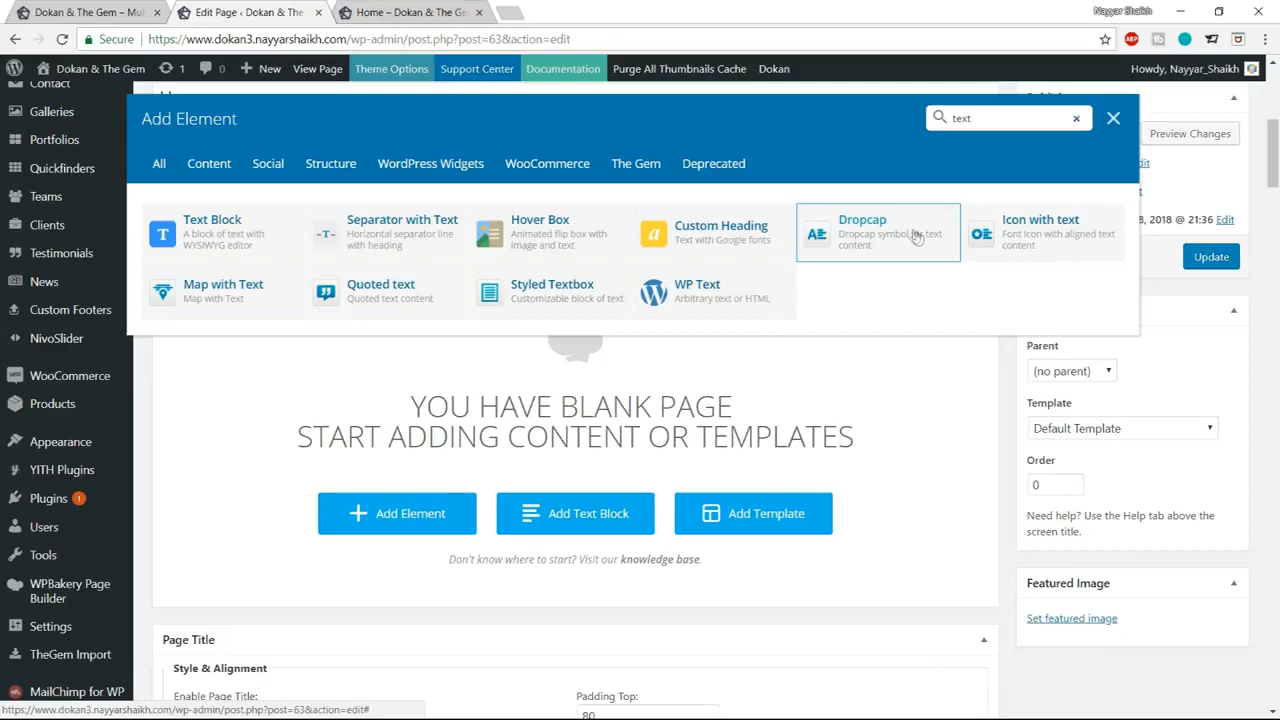 Dokan & The Gem – Mul
Edit Page ‹ Dokan & The
Home – Dokan & The Ge
Nayyar Shaikh
Secure
https://www.dokan3.nayyarshaikh.com/wp-admin/post.php?post=63&action=edit
Dokan & The Gem
1
0
New
View Page
Theme Options
Support Center
Documentation
Purge All Thumbnails Cache
Dokan
Howdy, Nayyar_Shaikh
Contact
Galleries
Portfolios
Quickfinders
Teams
Clients
Testimonials
News
Custom Footers
NivoSlider
WooCommerce
Products
Appearance
YITH Plugins
Plugins 1
Users
Tools
WPBakery Page
Builder
Settings
TheGem Import
MailChimp for WP
Add Element
text
All
Content
Social
Structure
WordPress Widgets
WooCommerce
The Gem
Deprecated
Text Block
A block of text with
WYSIWYG editor
Separator with Text
Horizontal separator line
with heading
Hover Box
Animated flip box with
image and text
Custom Heading
Text with Google fonts
Dropcap
Dropcap symbol text
content
Icon with text
Font Icon with aligned text
content
Map with Text
Map with Text
Quoted text
Quoted text content
Styled Textbox
Customizable block of text
WP Text
Arbitrary text or HTML
YOU HAVE BLANK PAGE
START ADDING CONTENT OR TEMPLATES
Add Element
Add Text Block
Add Template
Don't know where to start? Visit our knowledge base.
Page Title
Style & Alignment
Enable Page Title:
Padding Top:
80
Preview Changes
dit
8, 2018 @ 21:36 Edit
Update
Parent
(no parent)
Template
Default Template
Order
0
Need help? Use the Help tab above the
screen title.
Featured Image
Set featured image
https://www.dokan3.nayyarshaikh.com/wp-admin/post.php?post=63&action=edit#